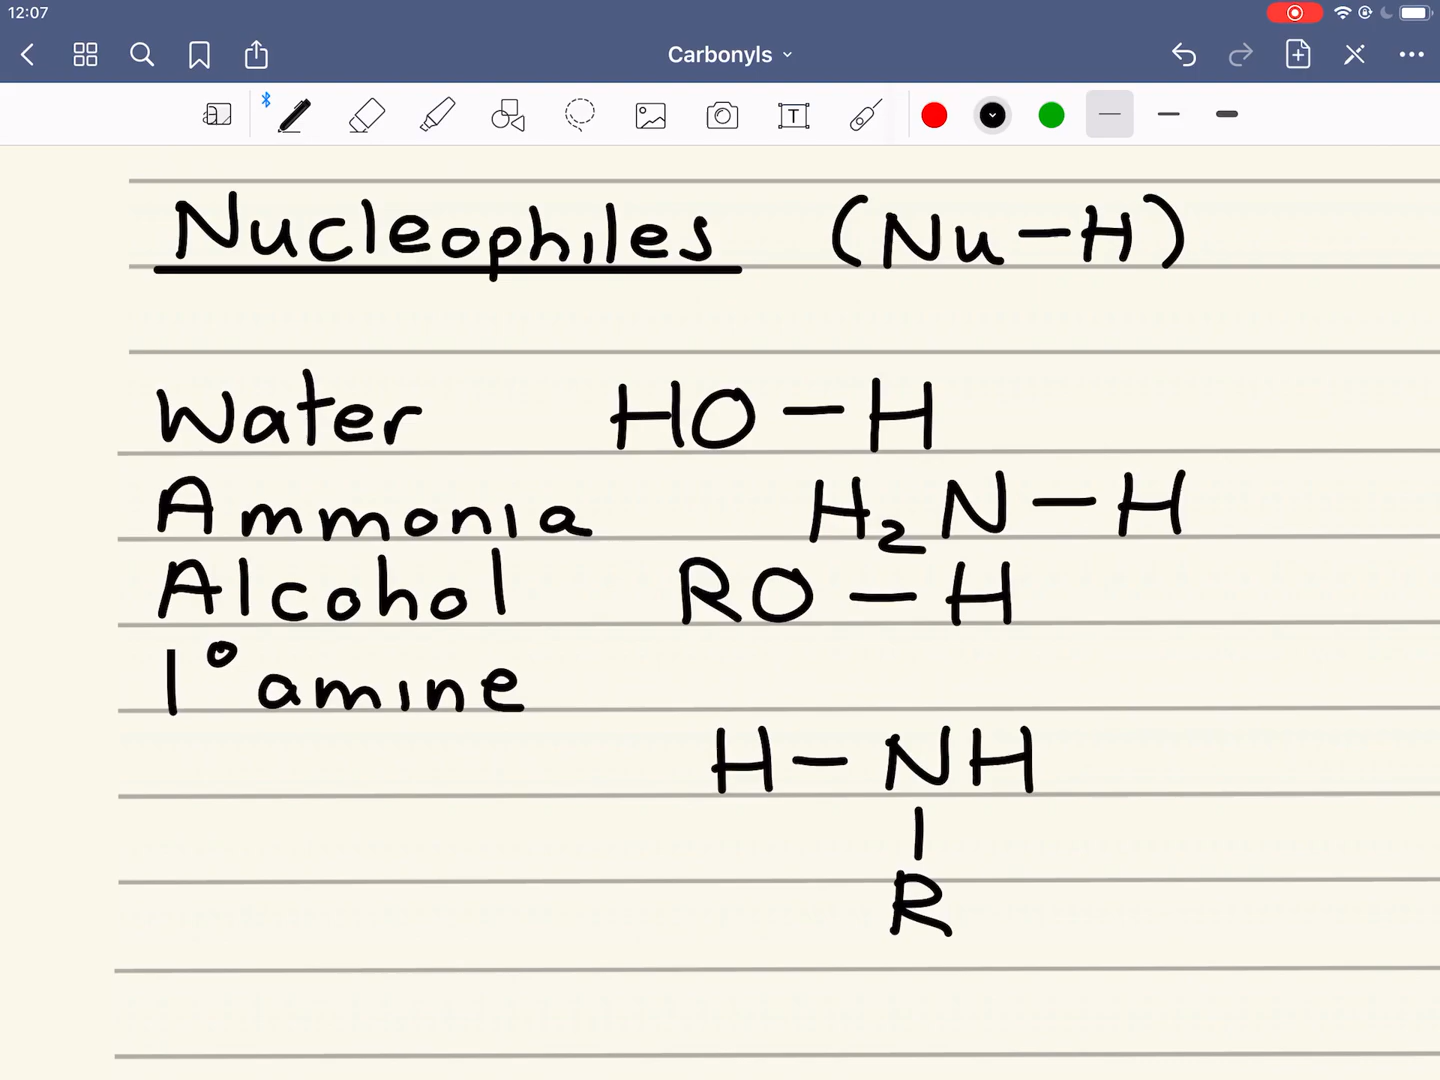 12:07
Carbonyls
T
Nucleophiles (Nu-H)
Water HO-H
Ammonia H₂N-H
Alcohol RO-H
1° amine
H-NH
|
R